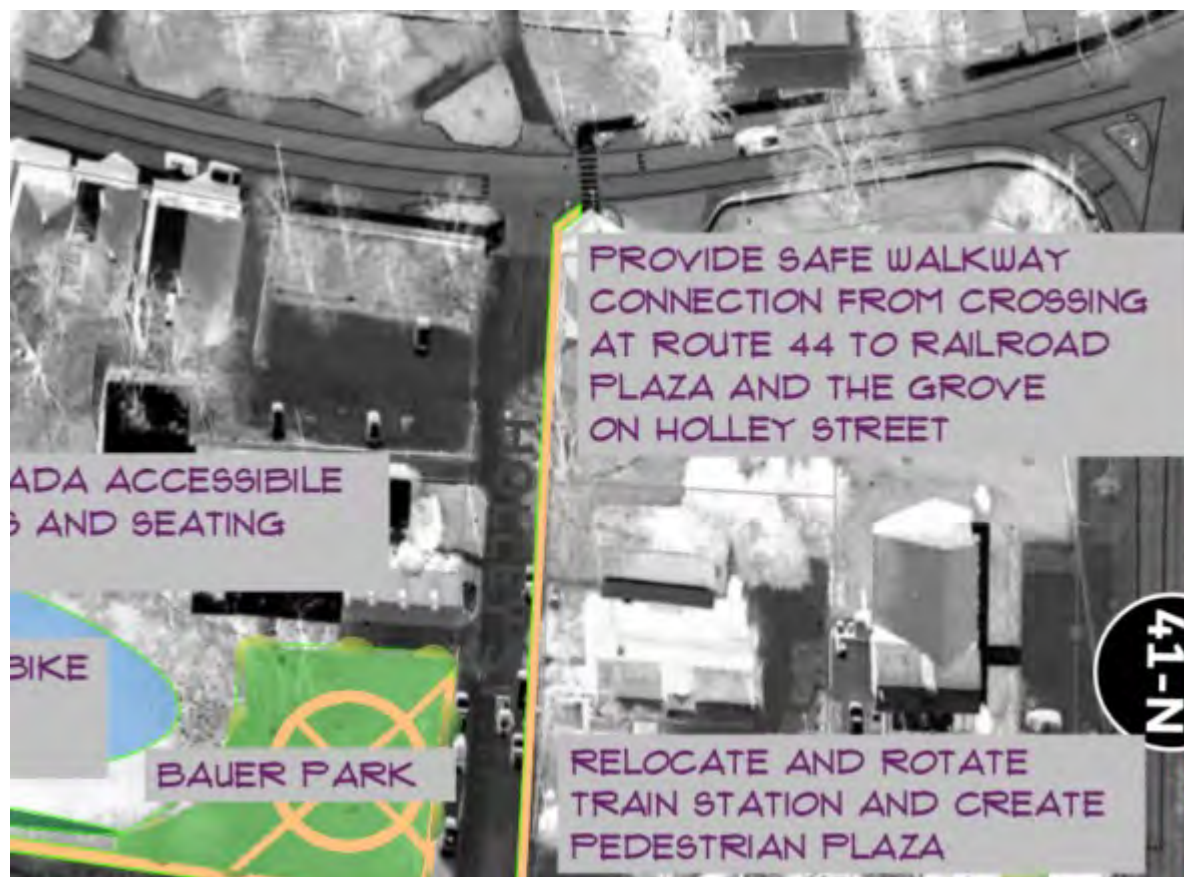 PROVIDE SAFE WALKWAY
CONNECTION FROM CROSSING
AT ROUTE 44 TO RAILROAD
PLAZA AND THE GROVE
ON HOLLEY STREET
ADA ACCESSIBILE
S AND SEATING
BIKE
BAUER PARK
41-N
RELOCATE AND ROTATE
TRAIN STATION AND CREATE
PEDESTRIAN PLAZA